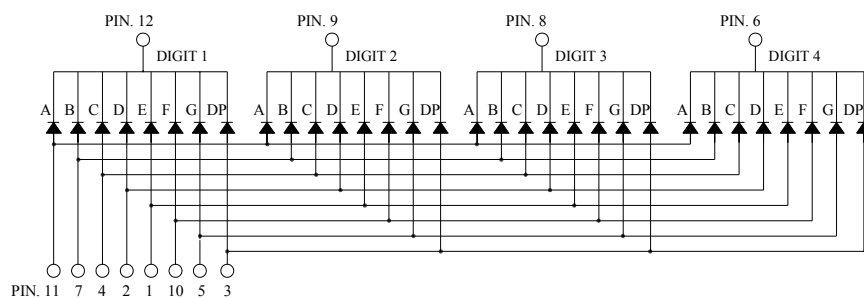 PIN. 12 PIN. 9 PIN. 8 PIN. 6
DIGIT 1 DIGIT 2 DIGIT 3 DIGIT 4
A B C D E F G DP A B C D E F G DP A B C D E F G DP A B C D E F G DP
PIN. 11 7 4 2 1 10 5 3